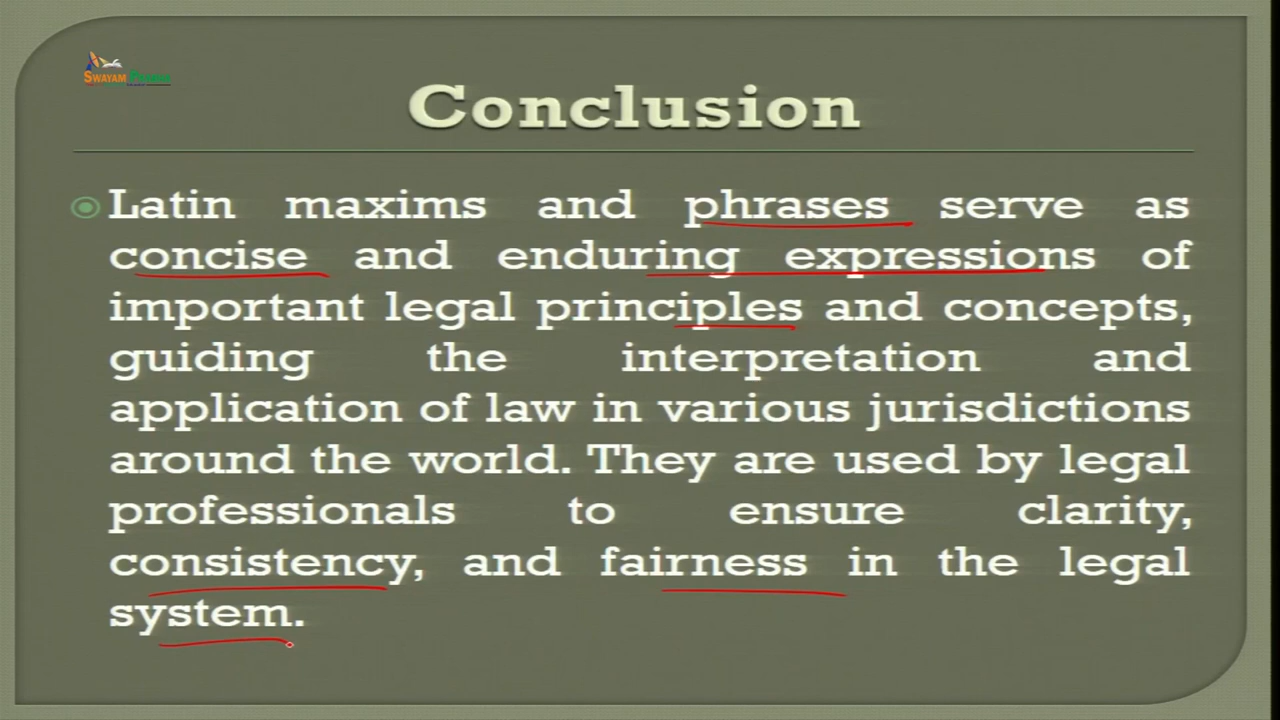 SWAYAM PRABHA
Conclusion
Latin maxims and phrases serve as
concise and enduring expressions of
important legal principles and concepts,
guiding the interpretation and
application of law in various jurisdictions
around the world. They are used by legal
professionals to ensure clarity,
consistency, and fairness in the legal
system.